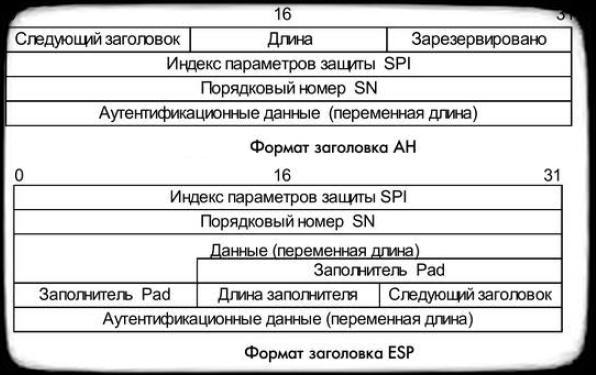 16 31
Следующий заголовок Длина Зарезервировано
Индекс параметров защиты SPI
Порядковый номер SN
Аутентификационные данные (переменная длина)
Формат заголовка AH
0 16 31
Индекс параметров защиты SPI
Порядковый номер SN
Данные (переменная длина)
Заполнитель Pad
Заполнитель Pad Длина заполнителя Следующий заголовок
Аутентификационные данные (переменная длина)
Формат заголовка ESP